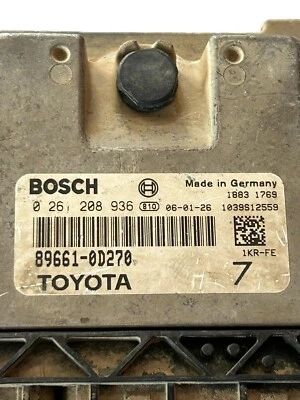 BOSCH Made in Germany
1883 1769
0 261 208 936 810 06-01-26 1039S12559
89661-0D270 1KR-FE
TOYOTA 7